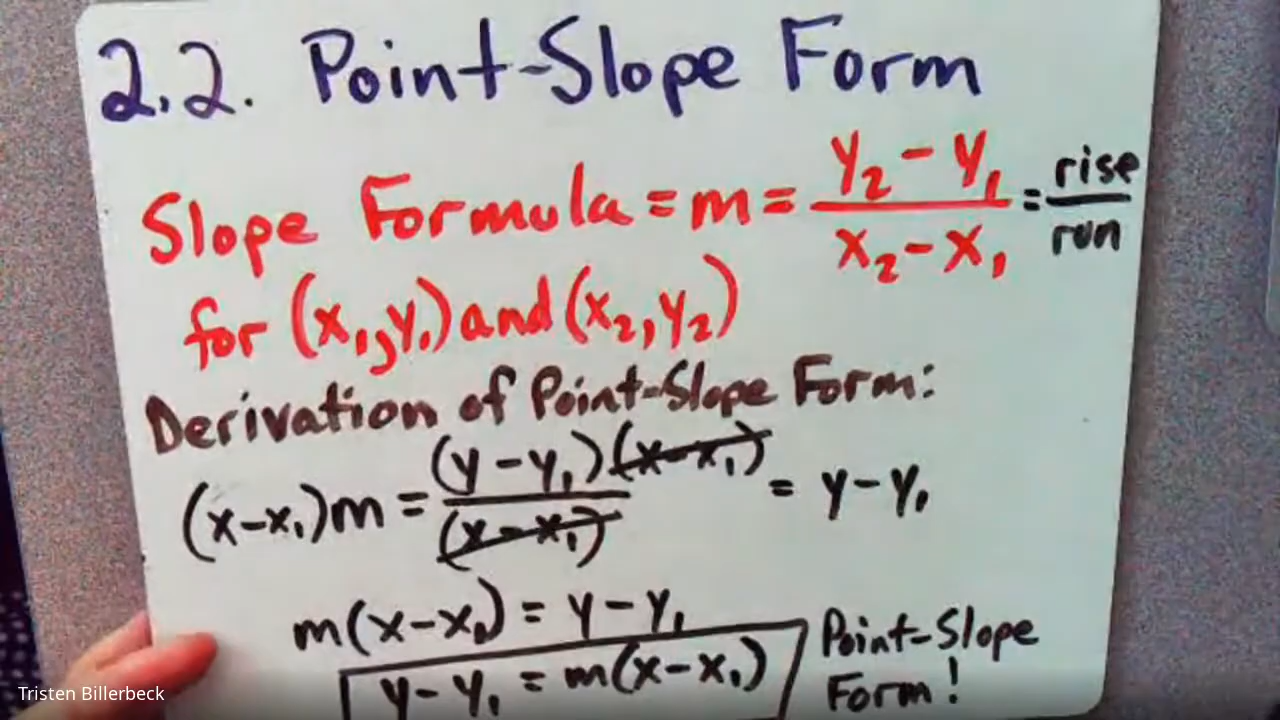 2.2. Point-Slope Form
Slope Formula = m = y₂ - y₁ / x₂ - x₁ = rise / run
for (x₁, y₁) and (x₂, y₂)
Derivation of Point-Slope Form:
(x-x₁)m = (y-y₁)(x-x₁) / (x-x₁) = y-y₁
m(x-x₁) = y-y₁
y-y₁ = m(x-x₁) Point-Slope Form!
Tristen Billerbeck